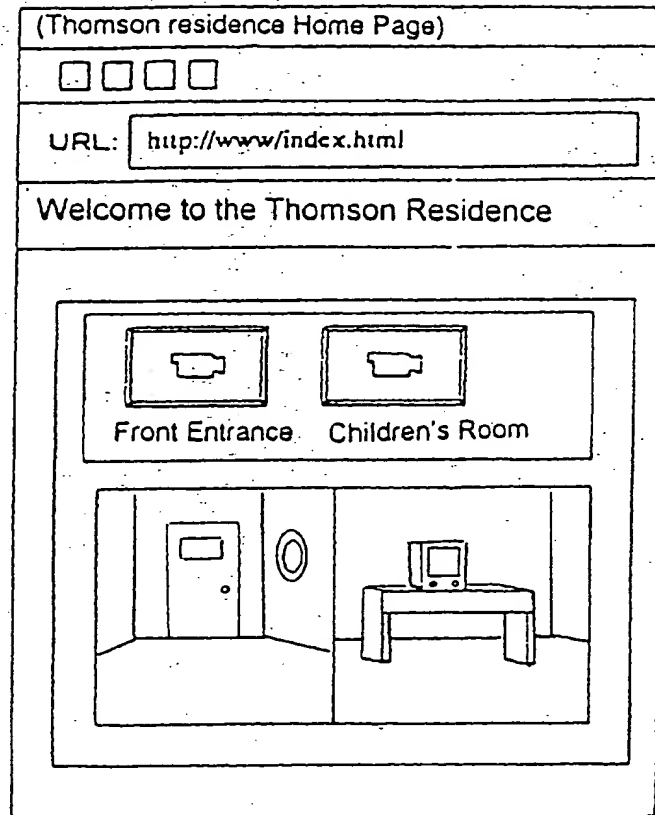 (Thomson residence Home Page)
URL: http://www/index.html
Welcome to the Thomson Residence
Front Entrance Children's Room